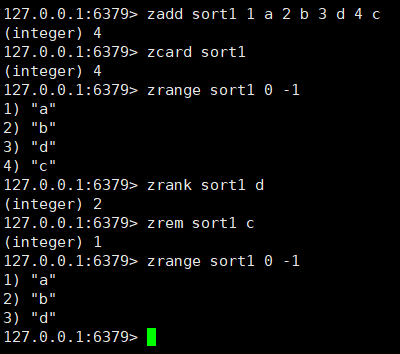 127.0.0.1:6379> zadd sort1 1 a 2 b 3 d 4 c
(integer) 4
127.0.0.1:6379> zcard sort1
(integer) 4
127.0.0.1:6379> zrange sort1 0 -1
1) "a"
2) "b"
3) "d"
4) "c"
127.0.0.1:6379> zrank sort1 d
(integer) 2
127.0.0.1:6379> zrem sort1 c
(integer) 1
127.0.0.1:6379> zrange sort1 0 -1
1) "a"
2) "b"
3) "d"
127.0.0.1:6379>